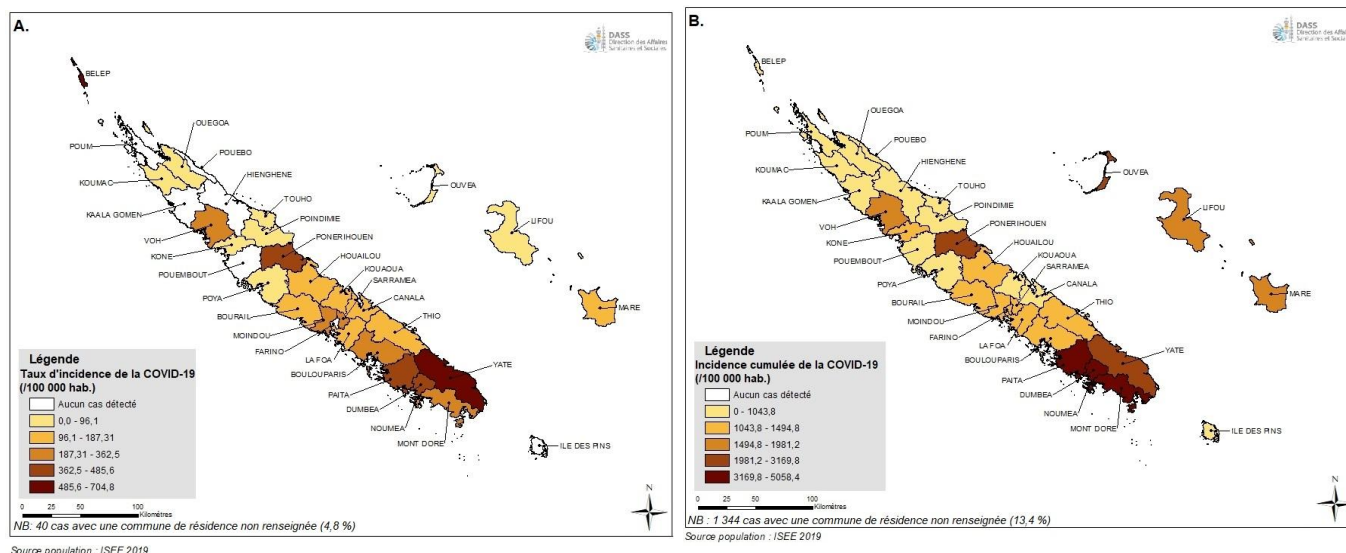 A.
DASS
Direction des Affaires
Sanitaires et Sociales
BELEP
OUEGOA
POUM
POUEBO
HIENGHENE
KOUMAC
TOUHO
OUVEA
KAALA GOMEN
POINDIMIE
LIFOU
VOH
PONERIHOUEN
KONE
HOUAILOU
POUEMBOUT
KOUAOUA
SARRAMEA
POYA
CANALA
MARE
BOURAIL
THIO
MOINDOU
FARINO
LA FOA
YATE
BOULOUPARIS
PAITA
DUMBEA
NOUMEA
MONT DORE
ILE DES PINS
Légende
Taux d'incidence de la COVID-19
(/100 000 hab.)
Aucun cas détecté
0,0 - 96,1
96,1 - 187,31
187,31 - 362,5
362,5 - 485,6
485,6 - 704,8
0 25 50 100
Kilomètres
N
NB: 40 cas avec une commune de résidence non renseignée (4,8 %)
Source population : ISEE 2019
B.
DASS
Direction des Affaires
Sanitaires et Sociales
BELEP
OUEGOA
POUM
POUEBO
HIENGHENE
KOUMAC
TOUHO
OUVEA
KAALA GOMEN
POINDIMIE
LIFOU
VOH
PONERIHOUEN
KONE
HOUAILOU
POUEMBOUT
KOUAOUA
SARRAMEA
POYA
CANALA
MARE
BOURAIL
THIO
MOINDOU
FARINO
LA FOA
YATE
BOULOUPARIS
PAITA
DUMBEA
NOUMEA
MONT DORE
ILE DES PINS
Légende
Incidence cumulée de la COVID-19
(/100 000 hab.)
Aucun cas détecté
0 - 1043,8
1043,8 - 1494,8
1494,8 - 1981,2
1981,2 - 3169,8
3169,8 - 5058,4
0 25 50 100
Kilomètres
N
NB : 1 344 cas avec une commune de résidence non renseignée (13,4 %)
Source population : ISEE 2019